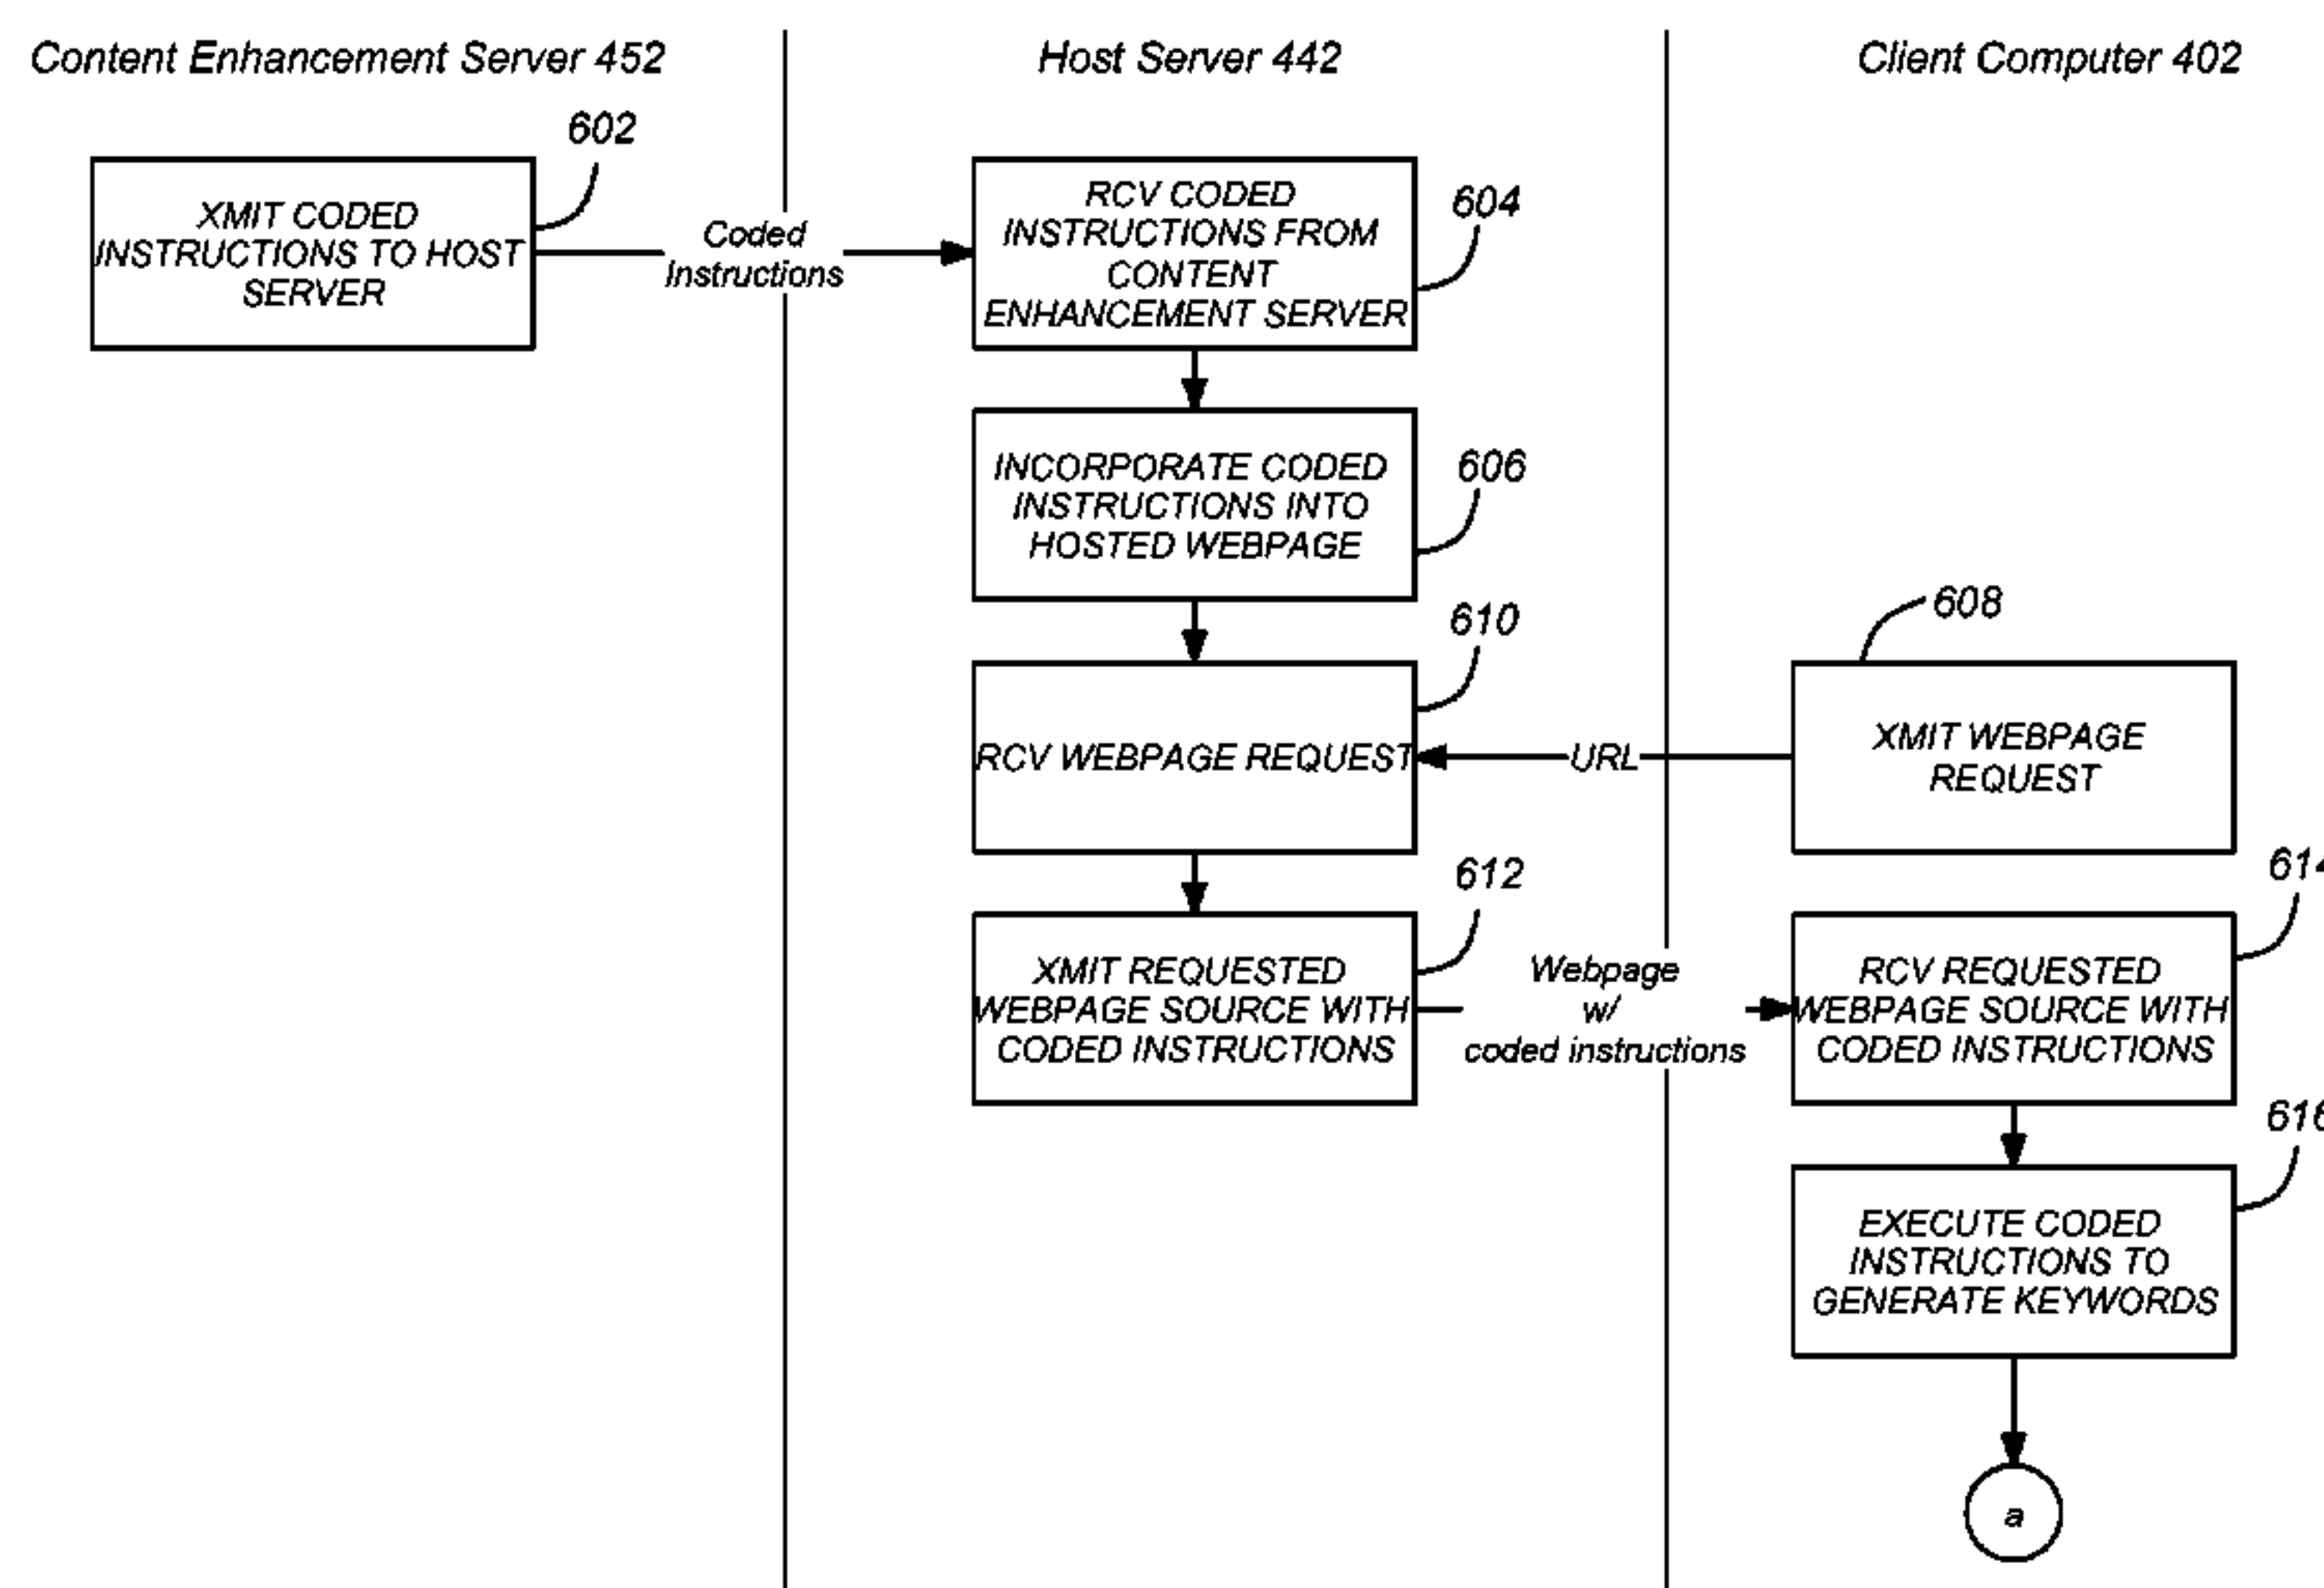 Content Enhancement Server 452
Host Server 442
Client Computer 402
602
XMIT CODED
INSTRUCTIONS TO HOST
SERVER
Coded
Instructions
604
RCV CODED
INSTRUCTIONS FROM
CONTENT
ENHANCEMENT SERVER
606
INCORPORATE CODED
INSTRUCTIONS INTO
HOSTED WEBPAGE
608
XMIT WEBPAGE
REQUEST
URL
610
RCV WEBPAGE REQUEST
612
XMIT REQUESTED
WEBPAGE SOURCE WITH
CODED INSTRUCTIONS
Webpage
w/
coded instructions
614
RCV REQUESTED
WEBPAGE SOURCE WITH
CODED INSTRUCTIONS
616
EXECUTE CODED
INSTRUCTIONS TO
GENERATE KEYWORDS
a